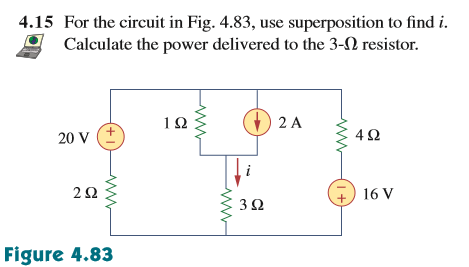 4.15 For the circuit in Fig. 4.83, use superposition to find i.
Calculate the power delivered to the 3-Ω resistor.
20 V
+
−
1 Ω
2 A
4 Ω
i
2 Ω
3 Ω
−
+
16 V
Figure 4.83